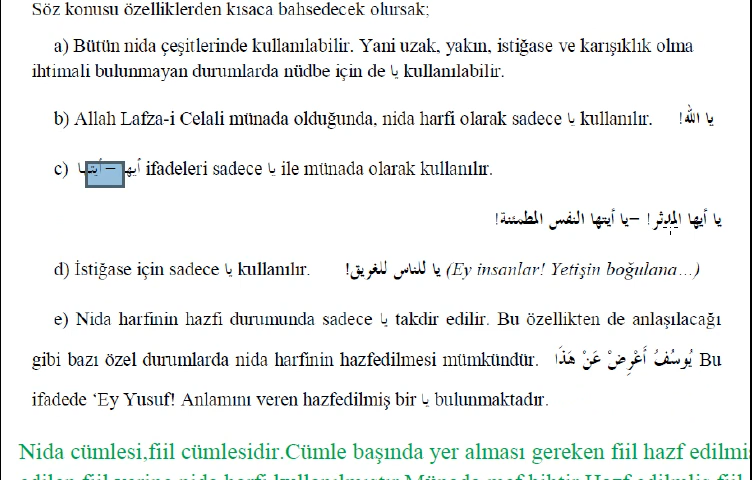 Söz konusu özelliklerden kısaca bahsedecek olursak;
a) Bütün nida çeşitlerinde kullanılabilir. Yani uzak, yakın, istiğase ve karışıklık olma
ihtimali bulunmayan durumlarda nüdbe için de يا kullanılabilir.
b) Allah Lafza-i Celali münada olduğunda, nida harfi olarak sadece يا kullanılır. يا الله!
c) أيها – أيتها ifadeleri sadece يا ile münada olarak kullanılır.
يا أيها المدثر! – يا أيتها النفس المطمئنة!
d) İstiğase için sadece يا kullanılır. يا للناس للغريق! (Ey insanlar! Yetişin boğulana…)
e) Nida harfinin hazfi durumunda sadece يا takdir edilir. Bu özellikten de anlaşılacağı
gibi bazı özel durumlarda nida harfinin hazfedilmesi mümkündür. يُوسُفُ أَعْرِضْ عَنْ هَذَا Bu
ifadede ‘Ey Yusuf! Anlamını veren hazfedilmiş bir يا bulunmaktadır.
Nida cümlesi,fiil cümlesidir.Cümle başında yer alması gereken fiil hazf edilmiş